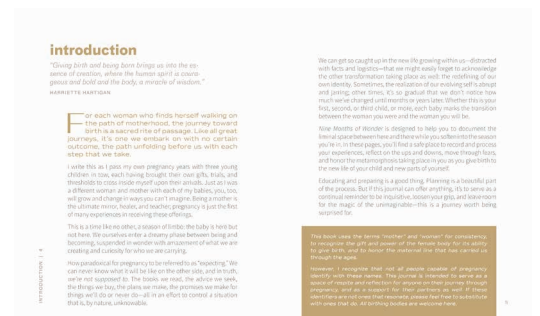 introduction
"Giving birth and being born brings us into the es-
sence of creation, where the human spirit is coura-
geous and bold and the body, a miracle of wisdom."
HARRIETTE HARTIGAN
For each woman who finds herself walking on
the path of motherhood, the journey toward
birth is a sacred rite of passage. Like all great
journeys, it's one we embark on with no certain
outcome, the path unfolding before us with each
step that we take.
I write this as I pass my own pregnancy years with three young
children in tow, each having brought their own gifts, trials, and
thresholds to cross inside myself upon their arrivals. Just as I was
a different woman and mother with each of my babies, you, too,
will grow and change in ways you can't imagine. Being a mother is
the ultimate mirror, healer, and teacher; pregnancy is just the first
of many experiences in receiving these offerings.
This is a time like no other, a season of limbo: the baby is here but
not here. We ourselves enter a dreamy phase between being and
becoming, suspended in wonder with amazement of what we are
creating and curiosity for who we are carrying.
How paradoxical for pregnancy to be referred to as "expecting." We
can never know what it will be like on the other side, and in truth,
we're not supposed to. The books we read, the advice we seek,
the things we buy, the plans we make, the promises we make for
things we'll do or never do—all in an effort to control a situation
that is, by nature, unknowable.
INTRODUCTION |
We can get so caught up in the new life growing within us—distracted
with facts and logistics—that we might easily forget to acknowledge
the other transformation taking place as well: the redefining of our
own identity. Sometimes, the realization of our evolving self is abrupt
and jolting; other times, it's so gradual that we don't notice how
much we've changed until months or years later. Whether this is your
first, second, or third child, or more, each baby marks the transition
between the woman you were and the woman you will be.
Nine Months of Wonder is designed to help you to document the
liminal space between here and there while you soften into the season
you're in. In these pages, you'll find a safe place to record and process
your experiences, reflect on the ups and downs, move through fears,
and honor the metamorphosis taking place in you as you give birth to
the new life of your child and new parts of yourself.
Educating and preparing is a good thing. Planning is a beautiful part
of the process. But if this journal can offer anything, it's to serve as a
continual reminder to be inquisitive, loosen your grip, and leave room
for the magic of the unimaginable—this is a journey worth being
surprised for.
This book uses the terms "mother" and "woman" for consistency,
to recognize the gift and power of the female body for its ability
to give birth, and to honor the maternal line that has carried us
through the ages.
However, I recognize that not all people capable of pregnancy
identify with these names. This journal is intended to serve as a
space of respite and reflection for anyone on their journey through
pregnancy, and as a support for their partners as well. If these
identifiers are not ones that resonate, please feel free to substitute
with ones that do. All birthing bodies are welcome here.